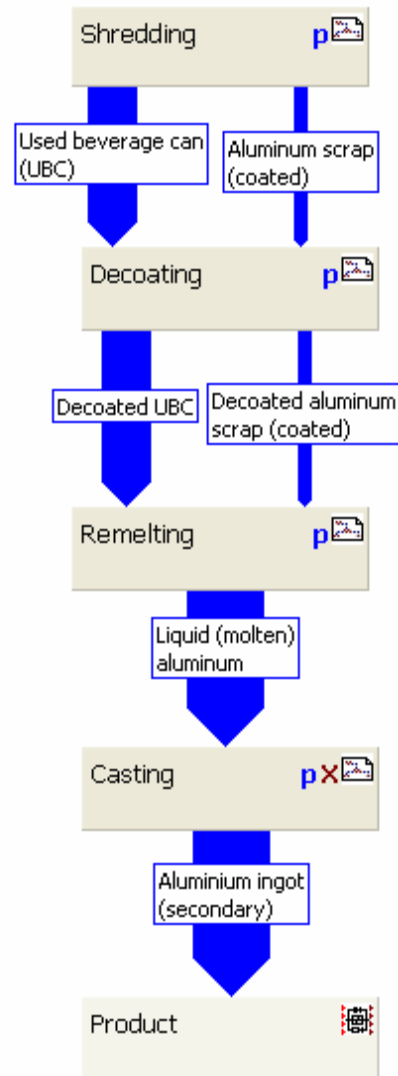 Shredding p
Used beverage can
(UBC)
Aluminum scrap
(coated)
Decoating p
Decoated UBC
Decoated aluminum
scrap (coated)
Remelting p
Liquid (molten)
aluminum
Casting p X
Aluminium ingot
(secondary)
Product